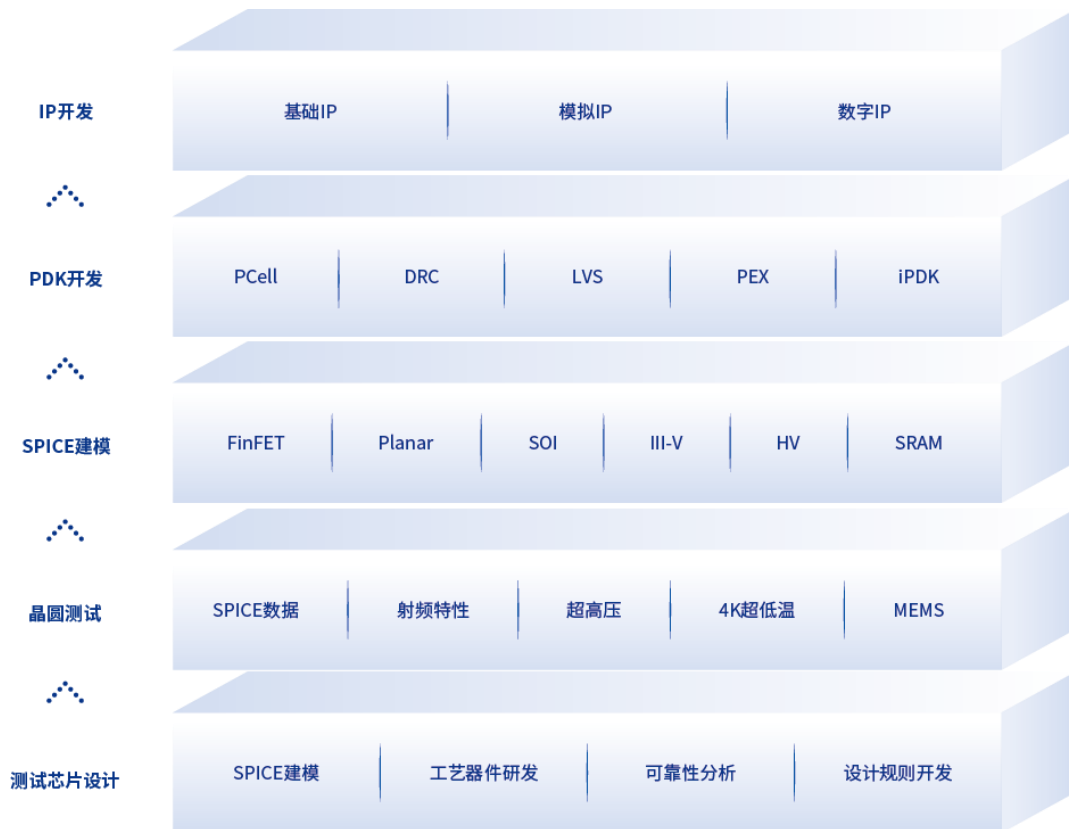 IP开发
基础IP
模拟IP
数字IP
PDK开发
PCell
DRC
LVS
PEX
iPDK
SPICE建模
FinFET
Planar
SOI
III-V
HV
SRAM
晶圆测试
SPICE数据
射频特性
超高压
4K超低温
MEMS
测试芯片设计
SPICE建模
工艺器件研发
可靠性分析
设计规则开发